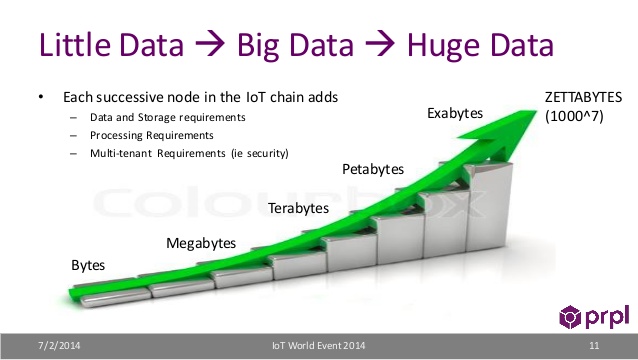 Little Data → Big Data → Huge Data
• Each successive node in the IoT chain adds
– Data and Storage requirements
– Processing Requirements
– Multi-tenant Requirements (ie security)
ZETTABYTES
(1000^7)
Exabytes
Petabytes
Terabytes
Megabytes
Bytes
colourbox
prpl
7/2/2014
IoT World Event 2014
11